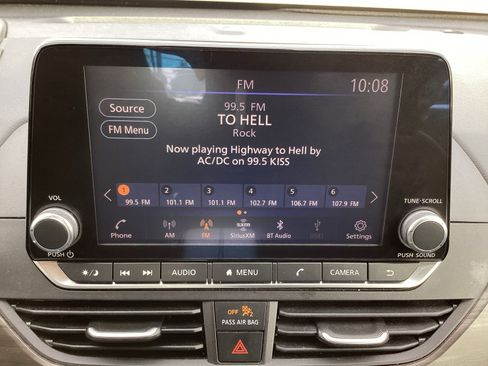 FM
10:08
Source
99.5 FM
TO HELL
FM Menu
Rock
Now playing Highway to Hell by
AC/DC on 99.5 KISS
1 2 3 4 5 6
99.5 FM 101.1 FM 101.1 FM 102.7 FM 106.7 FM 107.9 FM
VOL
TUNE·SCROLL
Phone AM FM SiriusXM BT Audio Settings
PUSH
PUSH SOUND
AUDIO MENU CAMERA
OFF
PASS AIR BAG